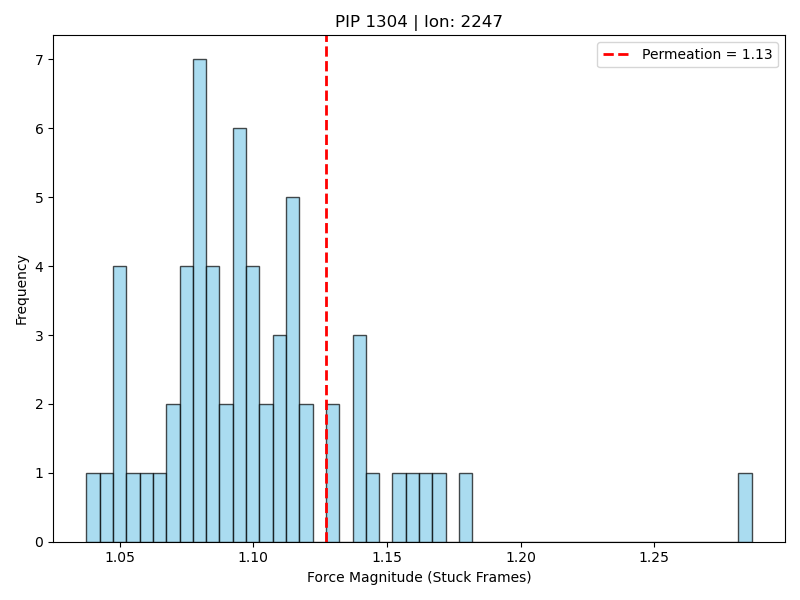 PIP 1304 | Ion: 2247
Permeation = 1.13
Frequency
7
6
5
4
3
2
1
0
1.05 1.10 1.15 1.20 1.25
Force Magnitude (Stuck Frames)